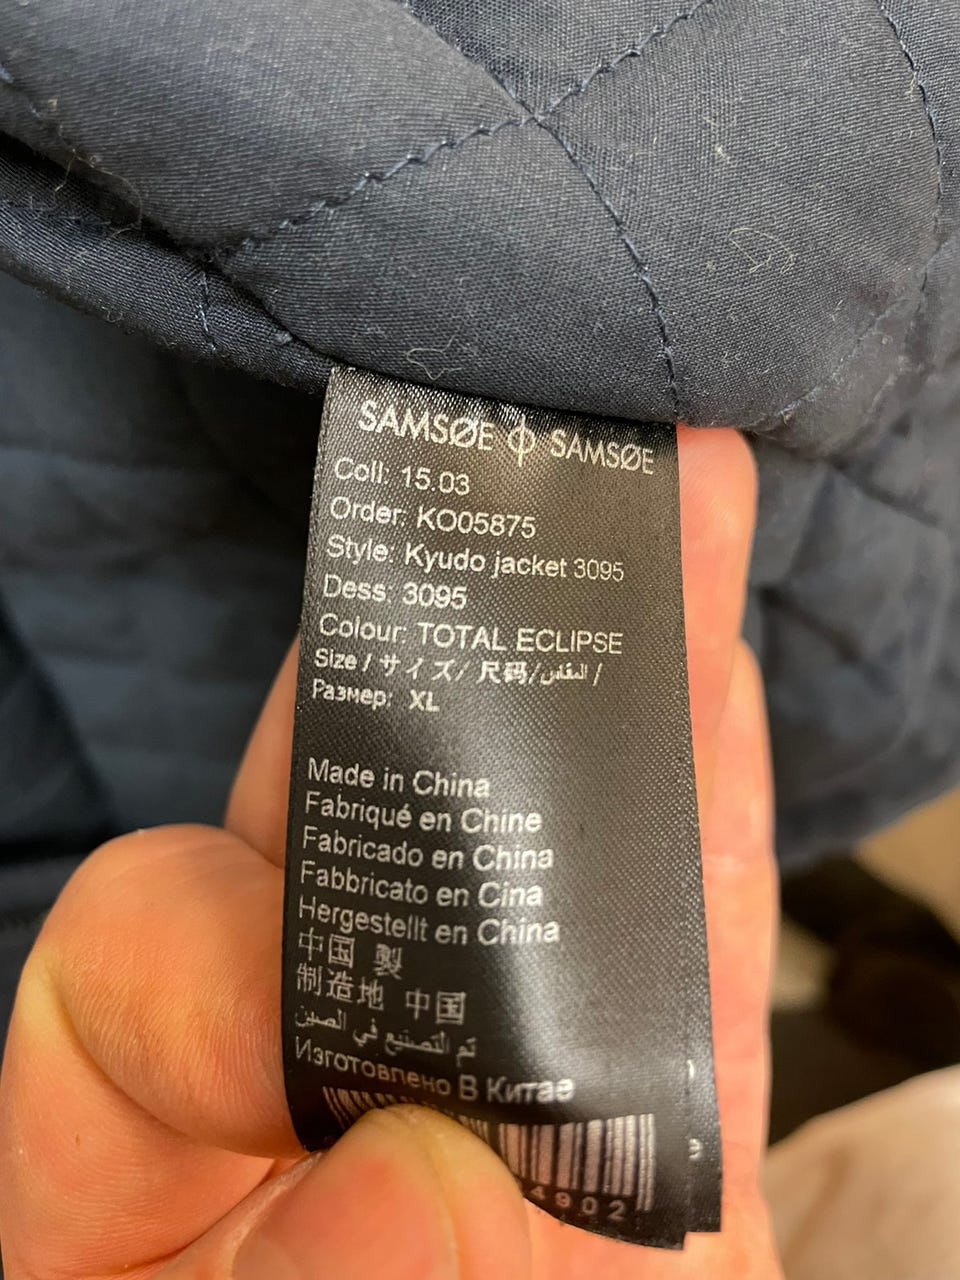 SAMSØE ϕ SAMSØE
Coll: 15.03
Order: KO05875
Style: Kyudo jacket 3095
Dess: 3095
Colour: TOTAL ECLIPSE
Size / サイズ/ 尺码/المقاس /
Размер: XL
Made in China
Fabriqué en Chine
Fabricado en China
Fabbricato en Cina
Hergestellt en China
中国 製
制造地 中国
تم التصنيع في الصين
Изготовлено В Китае
4902